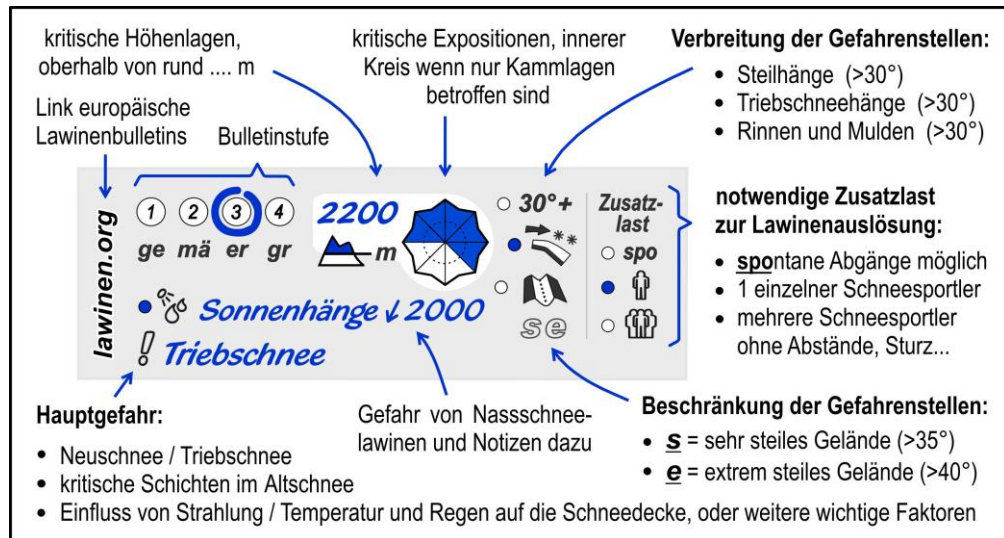 kritische Höhenlagen,
oberhalb von rund .... m
kritische Expositionen, innerer
Kreis wenn nur Kammlagen
betroffen sind
Verbreitung der Gefahrenstellen:
• Steilhänge (>30°)
• Triebschneehänge (>30°)
• Rinnen und Mulden (>30°)
Link europäische
Lawinenbulletins
Bulletinstufe
lawinen.org
1 2 3 4
ge mä er gr
2200
m
30°+
Zusatz-
last
spo
se
Sonnenhänge ↓ 2000
! Triebschnee
notwendige Zusatzlast
zur Lawinenauslösung:
• spontane Abgänge möglich
• 1 einzelner Schneesportler
• mehrere Schneesportler
ohne Abstände, Sturz...
Hauptgefahr:
• Neuschnee / Triebschnee
• kritische Schichten im Altschnee
• Einfluss von Strahlung / Temperatur und Regen auf die Schneedecke, oder weitere wichtige Faktoren
Gefahr von Nassschnee-
lawinen und Notizen dazu
Beschränkung der Gefahrenstellen:
• s = sehr steiles Gelände (>35°)
• e = extrem steiles Gelände (>40°)